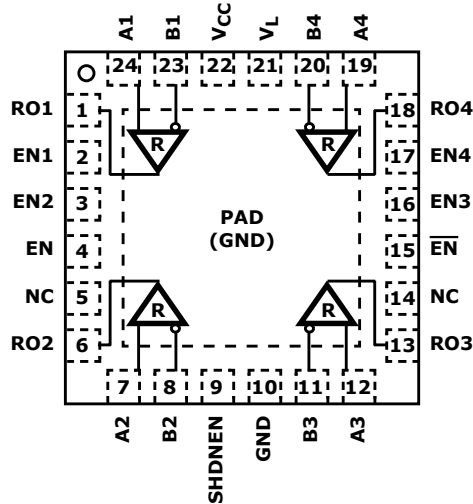 A1 B1 VCC VL B4 A4
24 23 22 21 20 19
RO1 1 18 RO4
R R
EN1 2 17 EN4
EN2 3 16 EN3
PAD
(GND)
EN 4 15 EN
NC 5 14 NC
R R
RO2 6 13 RO3
7 8 9 10 11 12
A2 B2 SHDNEN GND B3 A3